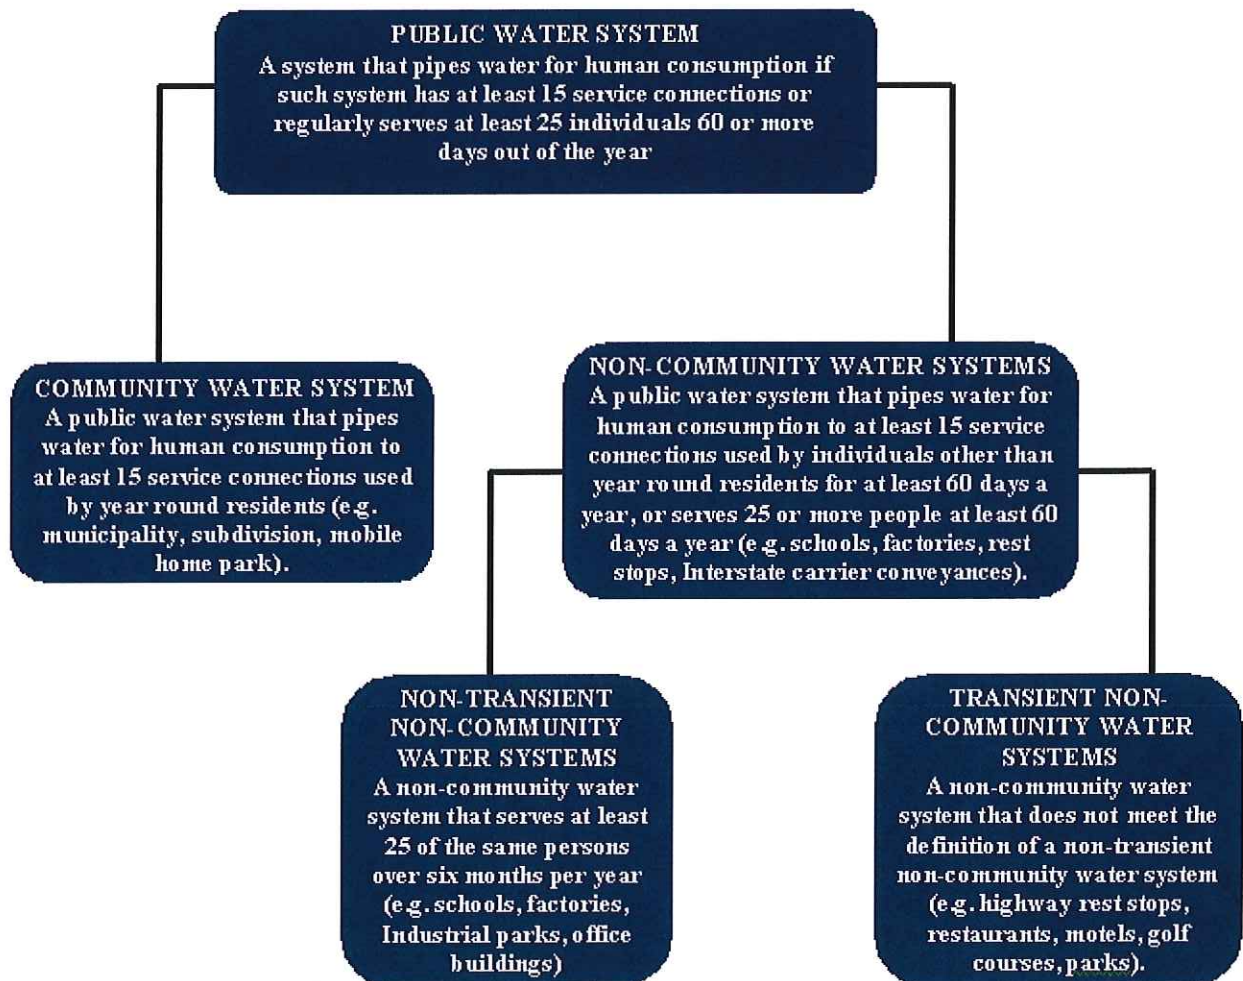 PUBLIC WATER SYSTEM
A system that pipes water for human consumption if
such system has at least 15 service connections or
regularly serves at least 25 individuals 60 or more
days out of the year
COMMUNITY WATER SYSTEM
A public water system that pipes
water for human consumption to
at least 15 service connections used
by year round residents (e.g.
municipality, subdivision, mobile
home park).
NON-COMMUNITY WATER SYSTEMS
A public water system that pipes water for
human consumption to at least 15 service
connections used by individuals other than
year round residents for at least 60 days a
year, or serves 25 or more people at least 60
days a year (e.g. schools, factories, rest
stops, Interstate carrier conveyances).
NON-TRANSIENT
NON-COMMUNITY
WATER SYSTEMS
A non-community water
system that serves at least
25 of the same persons
over six months per year
(e.g. schools, factories,
Industrial parks, office
buildings)
TRANSIENT NON-
COMMUNITY WATER
SYSTEMS
A non-community water
system that does not meet the
definition of a non-transient
non-community water system
(e.g. highway rest stops,
restaurants, motels, golf
courses, parks).